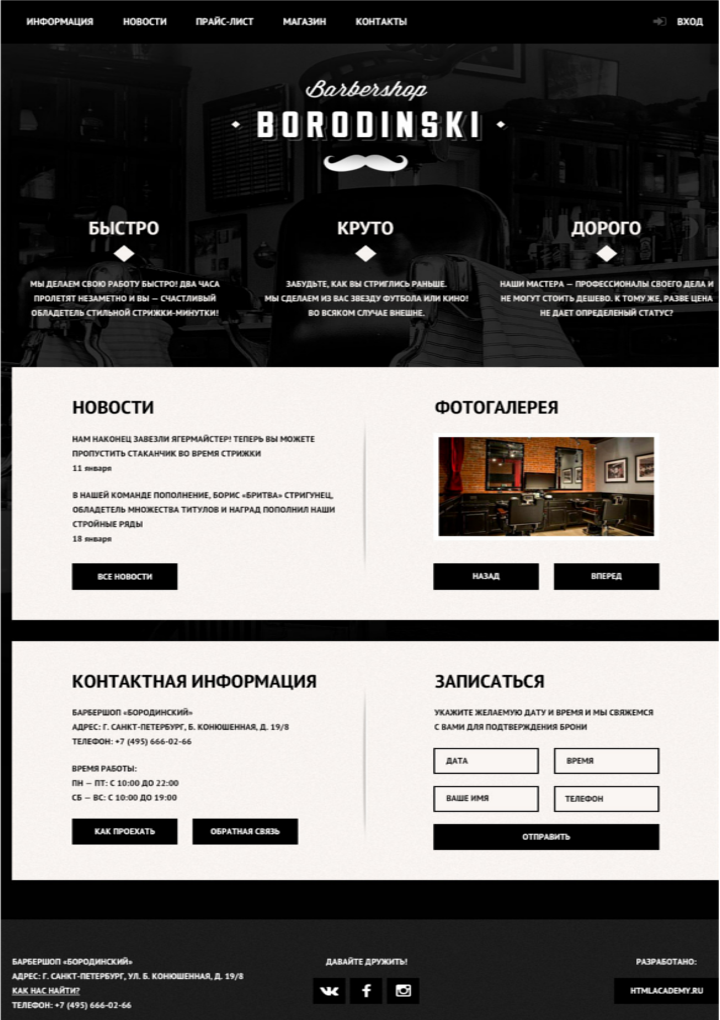 ИНФОРМАЦИЯ НОВОСТИ ПРАЙС-ЛИСТ МАГАЗИН КОНТАКТЫ ВХОД
Barbershop
BORODINSKI
БЫСТРО
МЫ ДЕЛАЕМ СВОЮ РАБОТУ БЫСТРО! ДВА ЧАСА
ПРОЛЕТЯТ НЕЗАМЕТНО И ВЫ — СЧАСТЛИВЫЙ
ОБЛАДАТЕЛЬ СТИЛЬНОЙ СТРИЖКИ-МИНУТКИ!
КРУТО
ЗАБУДЬТЕ, КАК ВЫ СТРИГЛИСЬ РАНЬШЕ.
МЫ СДЕЛАЕМ ИЗ ВАС ЗВЕЗДУ ФУТБОЛА ИЛИ КИНО!
ВО ВСЯКОМ СЛУЧАЕ ВНЕШНЕ.
ДОРОГО
НАШИ МАСТЕРА — ПРОФЕССИОНАЛЫ СВОЕГО ДЕЛА И
НЕ МОГУТ СТОИТЬ ДЕШЕВО. К ТОМУ ЖЕ, РАЗВЕ ЦЕНА
НЕ ДАЕТ ОПРЕДЕЛЕНЫЙ СТАТУС?
НОВОСТИ
НАМ НАКОНЕЦ ЗАВЕЗЛИ ЯГЕРМАЙСТЕР! ТЕПЕРЬ ВЫ МОЖЕТЕ
ПРОПУСТИТЬ СТАКАНЧИК ВО ВРЕМЯ СТРИЖКИ
11 января
В НАШЕЙ КОМАНДЕ ПОПОЛНЕНИЕ, БОРИС «БРИТВА» СТРИГУНЕЦ,
ОБЛАДАТЕЛЬ МНОЖЕСТВА ТИТУЛОВ И НАГРАД ПОПОЛНИЛ НАШИ
СТРОЙНЫЕ РЯДЫ
18 января
ВСЕ НОВОСТИ
ФОТОГАЛЕРЕЯ
НАЗАД ВПЕРЕД
КОНТАКТНАЯ ИНФОРМАЦИЯ
БАРБЕРШОП «БОРОДИНСКИЙ»
АДРЕС: Г. САНКТ-ПЕТЕРБУРГ, Б. КОНЮШЕННАЯ, Д. 19/8
ТЕЛЕФОН: +7 (495) 666-02-66
ВРЕМЯ РАБОТЫ:
ПН — ПТ: С 10:00 ДО 22:00
СБ — ВС: С 10:00 ДО 19:00
КАК ПРОЕХАТЬ ОБРАТНАЯ СВЯЗЬ
ЗАПИСАТЬСЯ
УКАЖИТЕ ЖЕЛАЕМУЮ ДАТУ И ВРЕМЯ И МЫ СВЯЖЕМСЯ
С ВАМИ ДЛЯ ПОДТВЕРЖДЕНИЯ БРОНИ
ДАТА ВРЕМЯ
ВАШЕ ИМЯ ТЕЛЕФОН
ОТПРАВИТЬ
БАРБЕРШОП «БОРОДИНСКИЙ»
АДРЕС: Г. САНКТ-ПЕТЕРБУРГ, УЛ. Б. КОНЮШЕННАЯ, Д. 19/8
КАК НАС НАЙТИ?
ТЕЛЕФОН: +7 (495) 666-02-66
ДАВАЙТЕ ДРУЖИТЬ!
РАЗРАБОТАНО:
HTMLACADEMY.RU